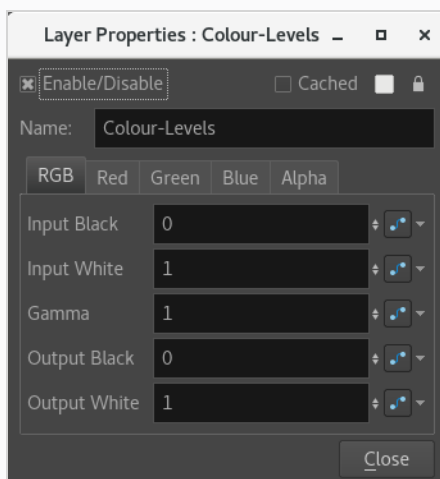 Layer Properties : Colour-Levels
Enable/Disable Cached
Name: Colour-Levels
RGB Red Green Blue Alpha
Input Black 0
Input White 1
Gamma 1
Output Black 0
Output White 1
Close